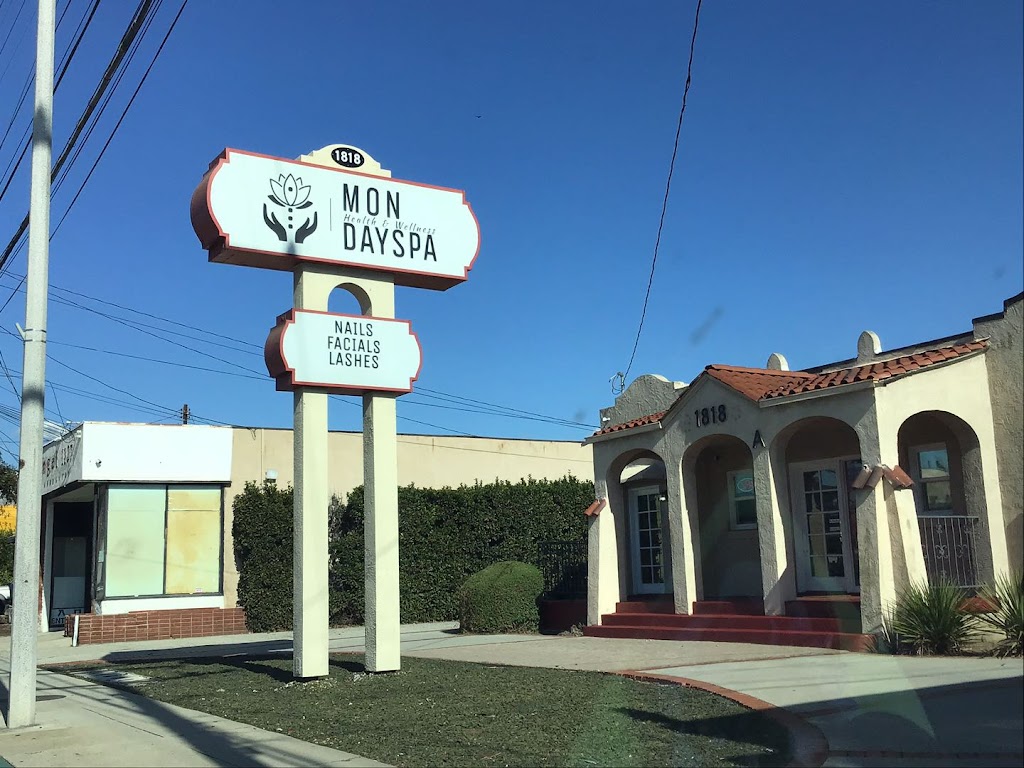 1818
MON
Health & Wellness
DAYSPA
NAILS
FACIALS
LASHES
1818
A